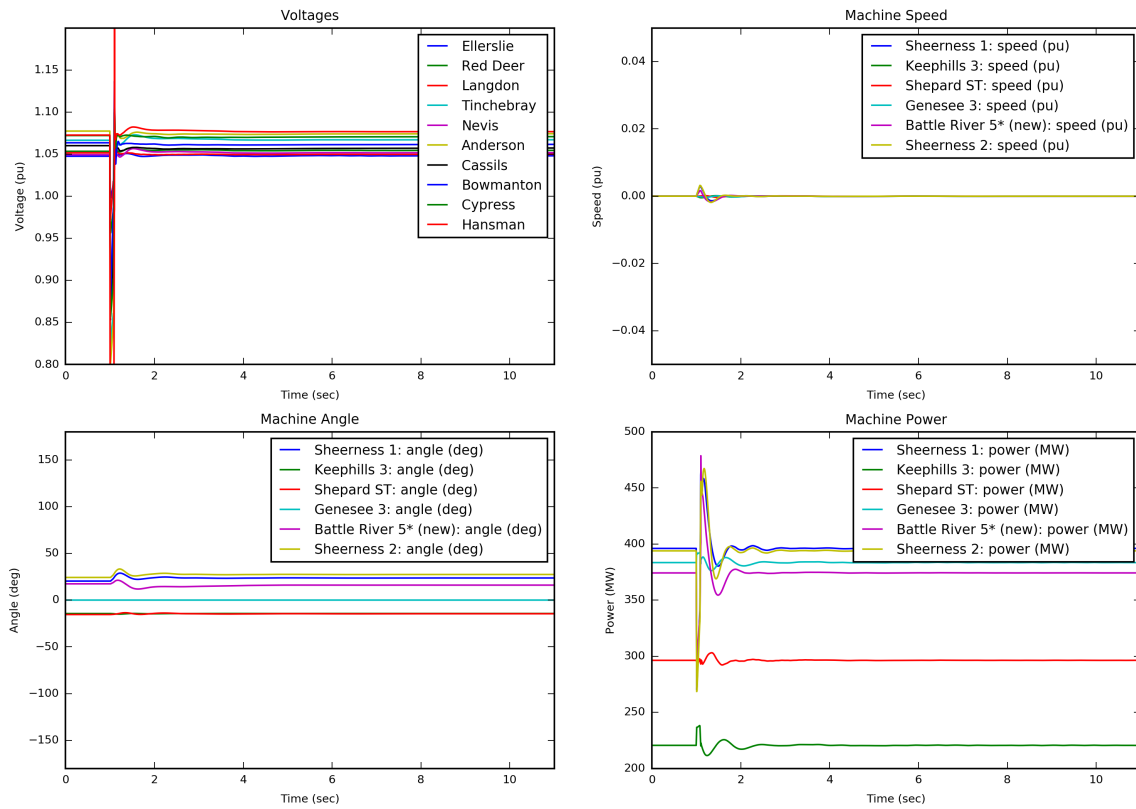 Voltages
1.15
1.10
1.05
1.00
0.95
0.90
0.85
0.80
Voltage (pu)
0
2
4
6
8
10
Time (sec)
Ellerslie
Red Deer
Langdon
Tinchebray
Nevis
Anderson
Cassils
Bowmanton
Cypress
Hansman
Machine Speed
0.04
0.02
0.00
−0.02
−0.04
Speed (pu)
0
2
4
6
8
10
Time (sec)
Sheerness 1: speed (pu)
Keephills 3: speed (pu)
Shepard ST: speed (pu)
Genesee 3: speed (pu)
Battle River 5* (new): speed (pu)
Sheerness 2: speed (pu)
Machine Angle
150
100
50
0
−50
−100
−150
Angle (deg)
0
2
4
6
8
10
Time (sec)
Sheerness 1: angle (deg)
Keephills 3: angle (deg)
Shepard ST: angle (deg)
Genesee 3: angle (deg)
Battle River 5* (new): angle (deg)
Sheerness 2: angle (deg)
Machine Power
500
450
400
350
300
250
200
Power (MW)
0
2
4
6
8
10
Time (sec)
Sheerness 1: power (MW)
Keephills 3: power (MW)
Shepard ST: power (MW)
Genesee 3: power (MW)
Battle River 5* (new): power (MW)
Sheerness 2: power (MW)